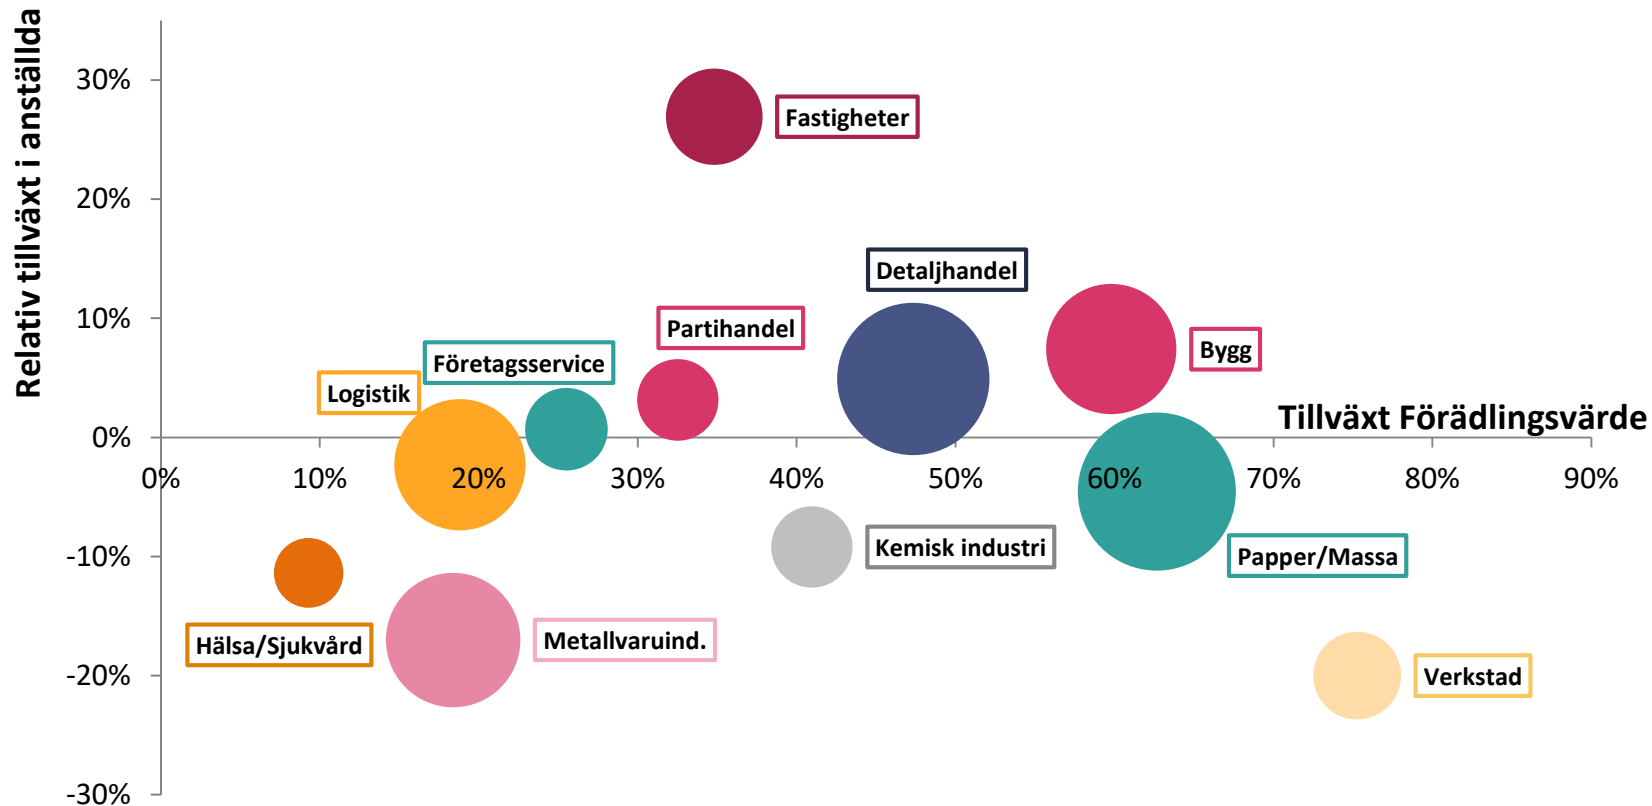 Relativ tillväxt i anställda
30%
Fastigheter
20%
Detaljhandel
10%
Partihandel
Bygg
Företagsservice
Logistik
Tillväxt Förädlingsvärde
0%
0% 10% 20% 30% 40% 50% 60% 70% 80% 90%
Kemisk industri
-10%
Papper/Massa
Hälsa/Sjukvård
Metallvaruind.
-20%
Verkstad
-30%